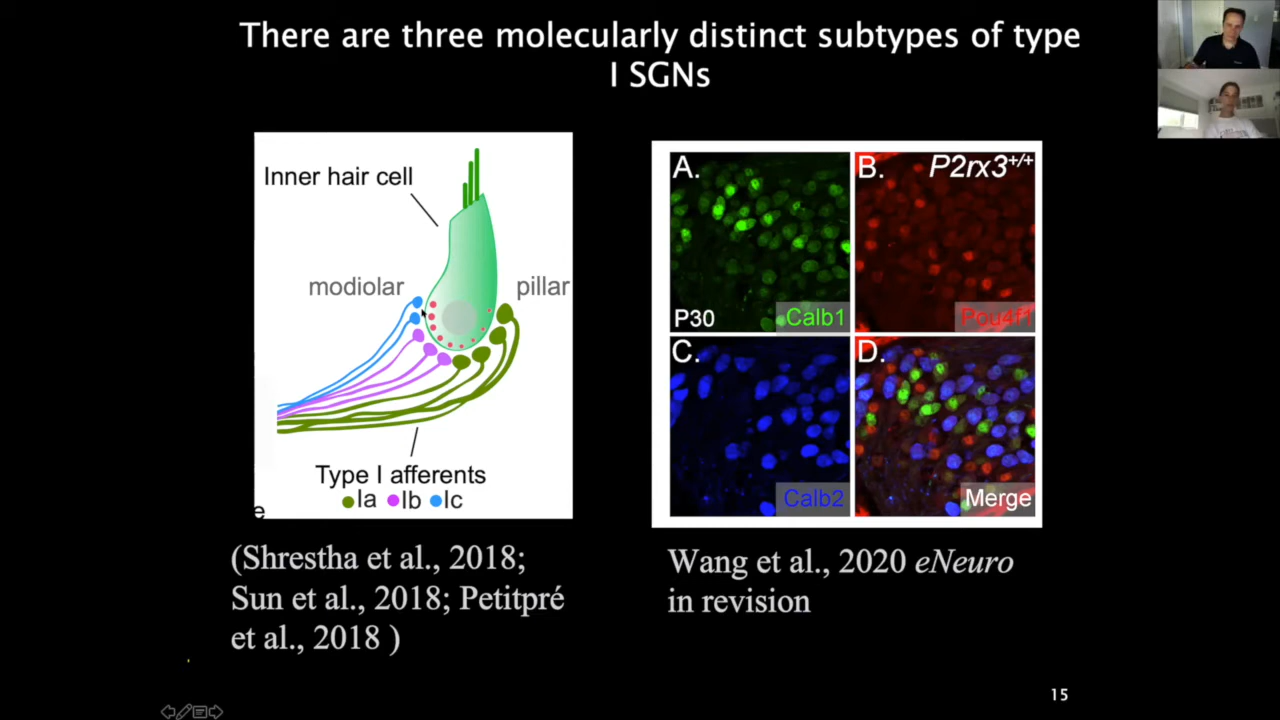 There are three molecularly distinct subtypes of type
I SGNs
Inner hair cell
modiolar
pillar
Type I afferents
Ia Ib Ic
e
(Shrestha et al., 2018;
Sun et al., 2018; Petitpré
et al., 2018 )
A.
P30
Calb1
B.
P2rx3+/+
Pou4f1
C.
Calb2
D.
Merge
Wang et al., 2020 eNeuro
in revision
15